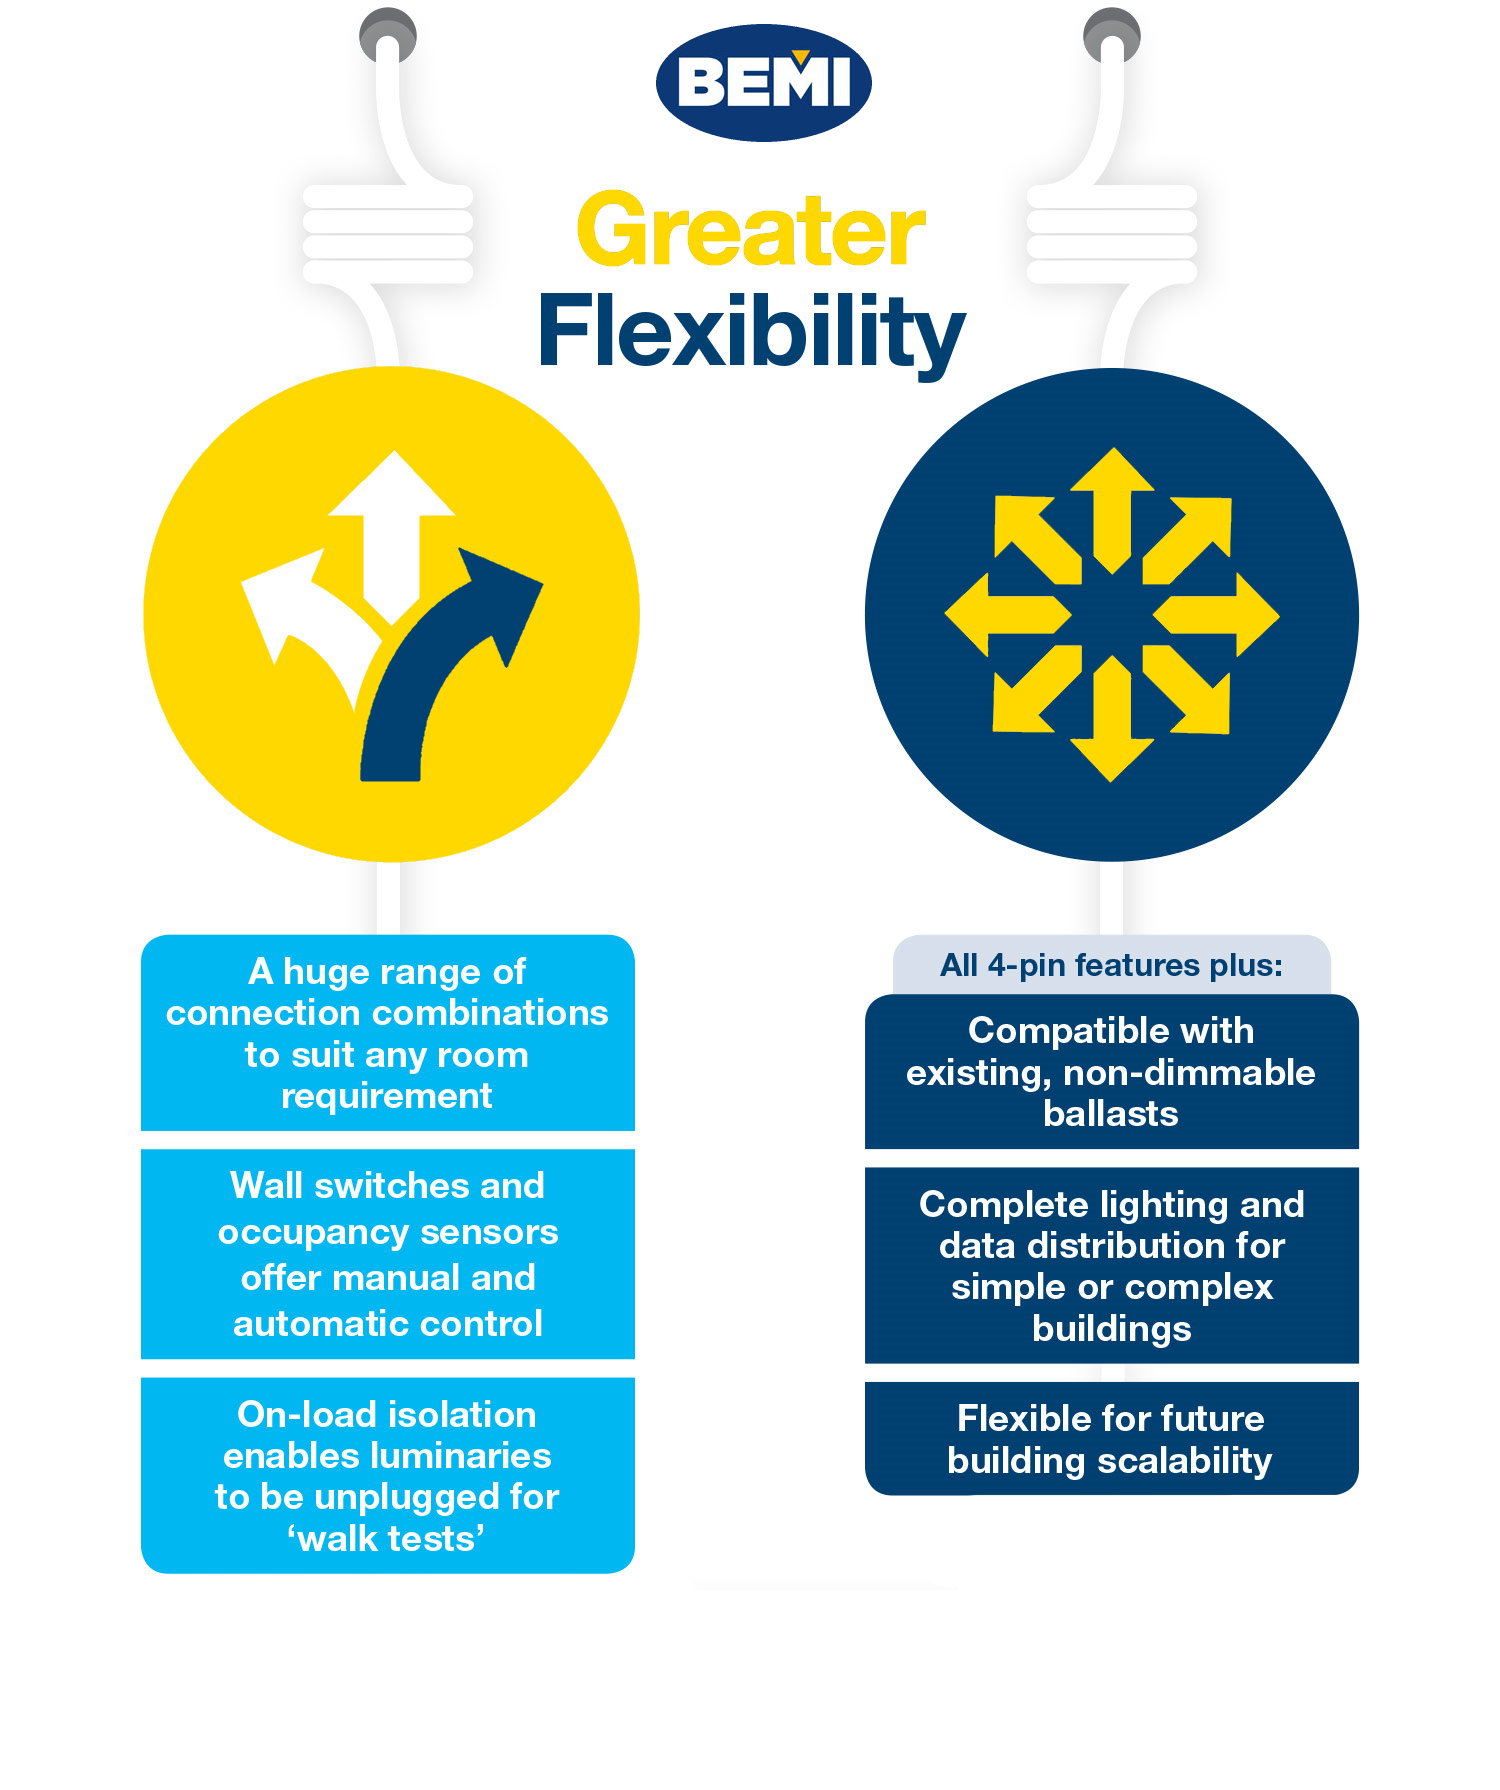 BEMI
Greater
Flexibility
A huge range of
connection combinations
to suit any room
requirement
Wall switches and
occupancy sensors
offer manual and
automatic control
On-load isolation
enables luminaries
to be unplugged for
‘walk tests’
All 4-pin features plus:
Compatible with
existing, non-dimmable
ballasts
Complete lighting and
data distribution for
simple or complex
buildings
Flexible for future
building scalability